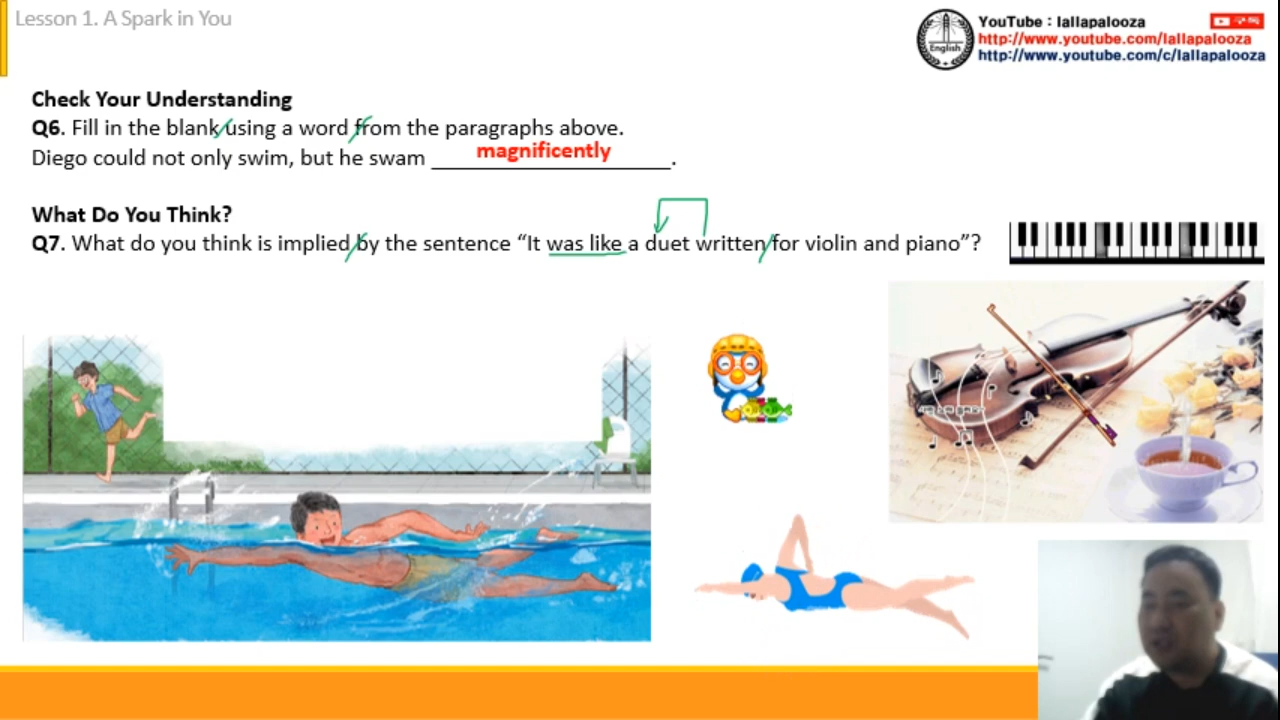 Lesson 1. A Spark in You
English
YouTube : lallapalooza
구독
http://www.youtube.com/lallapalooza
http://www.youtube.com/c/lallapalooza
Check Your Understanding
Q6. Fill in the blank using a word from the paragraphs above.
Diego could not only swim, but he swam magnificently.
What Do You Think?
Q7. What do you think is implied by the sentence “It was like a duet written for violin and piano”?